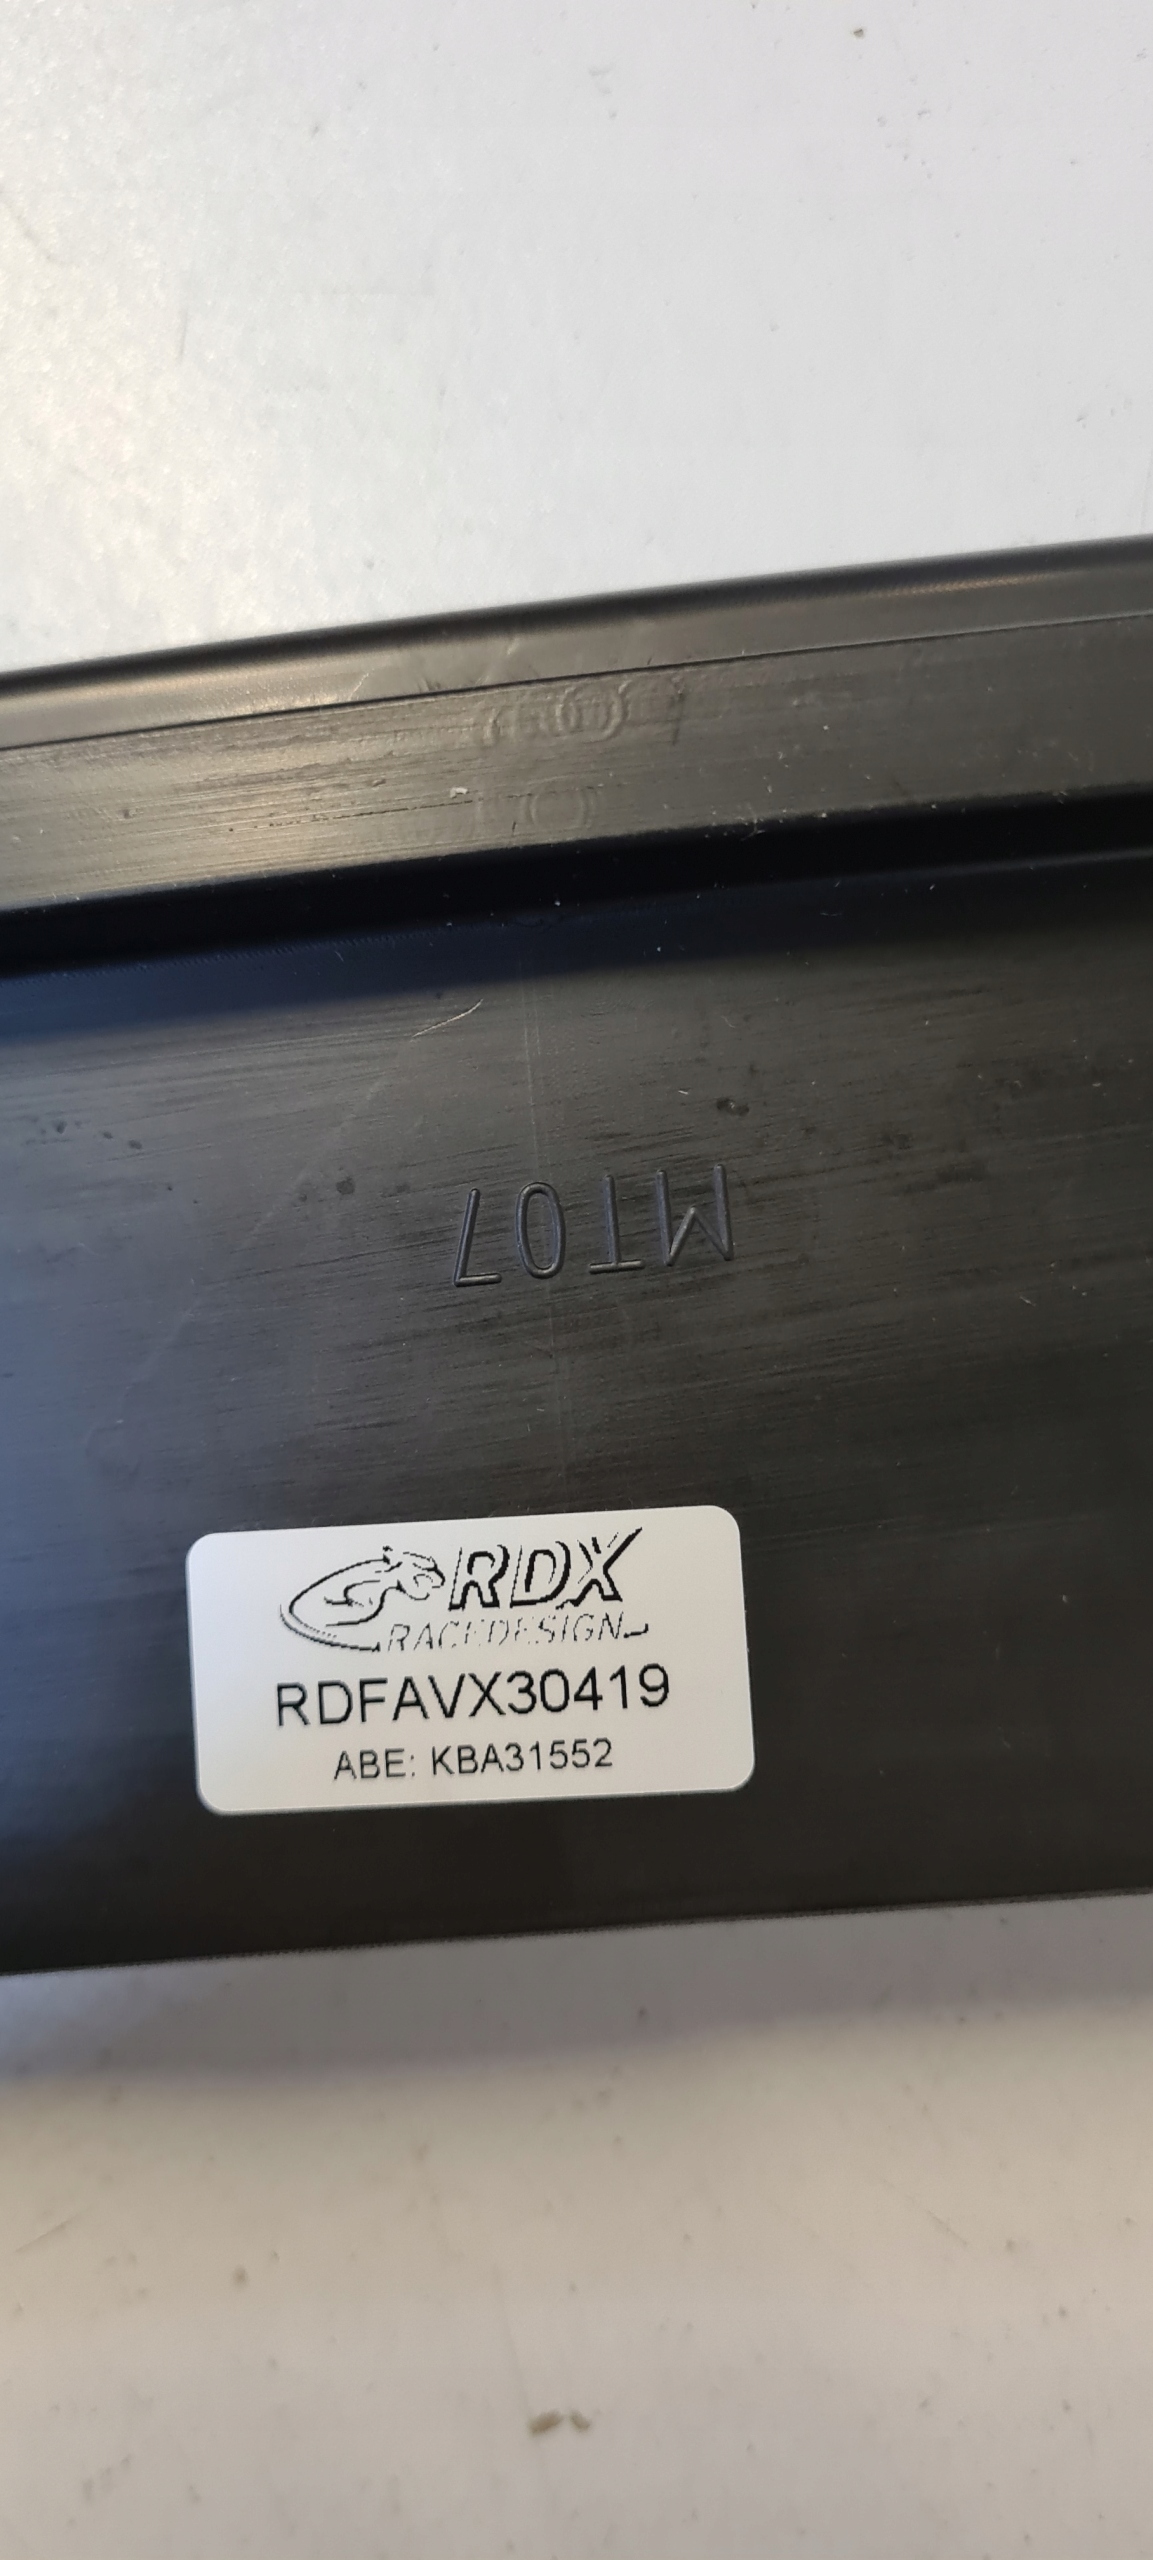 MT07
RDX
RACEDESIGN
RDFAVX30419
ABE: KBA31552